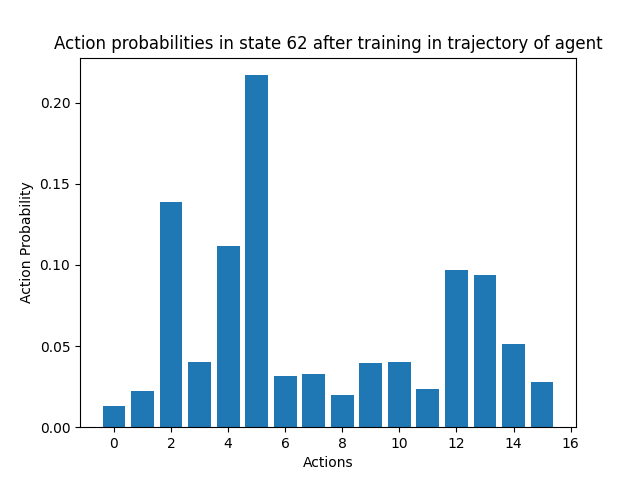 Action probabilities in state 62 after training in trajectory of agent
0.20
0.15
0.10
0.05
0.00
Action Probability
0 2 4 6 8 10 12 14 16
Actions